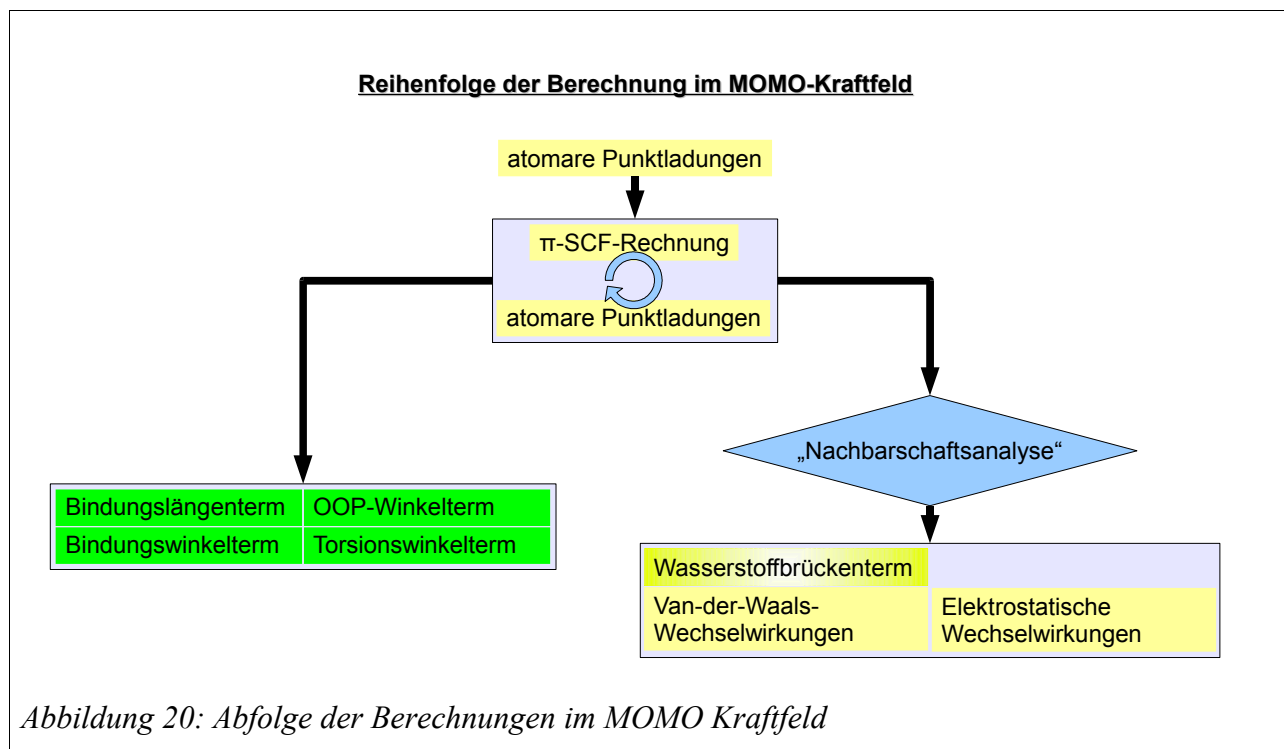 Reihenfolge der Berechnung im MOMO-Kraftfeld
atomare Punktladungen
π-SCF-Rechnung
atomare Punktladungen
„Nachbarschaftsanalyse“
Bindungslängenterm
OOP-Winkelterm
Bindungswinkelterm
Torsionswinkelterm
Wasserstoffbrückenterm
Van-der-Waals-
Wechselwirkungen
Elektrostatische
Wechselwirkungen
Abbildung 20: Abfolge der Berechnungen im MOMO Kraftfeld